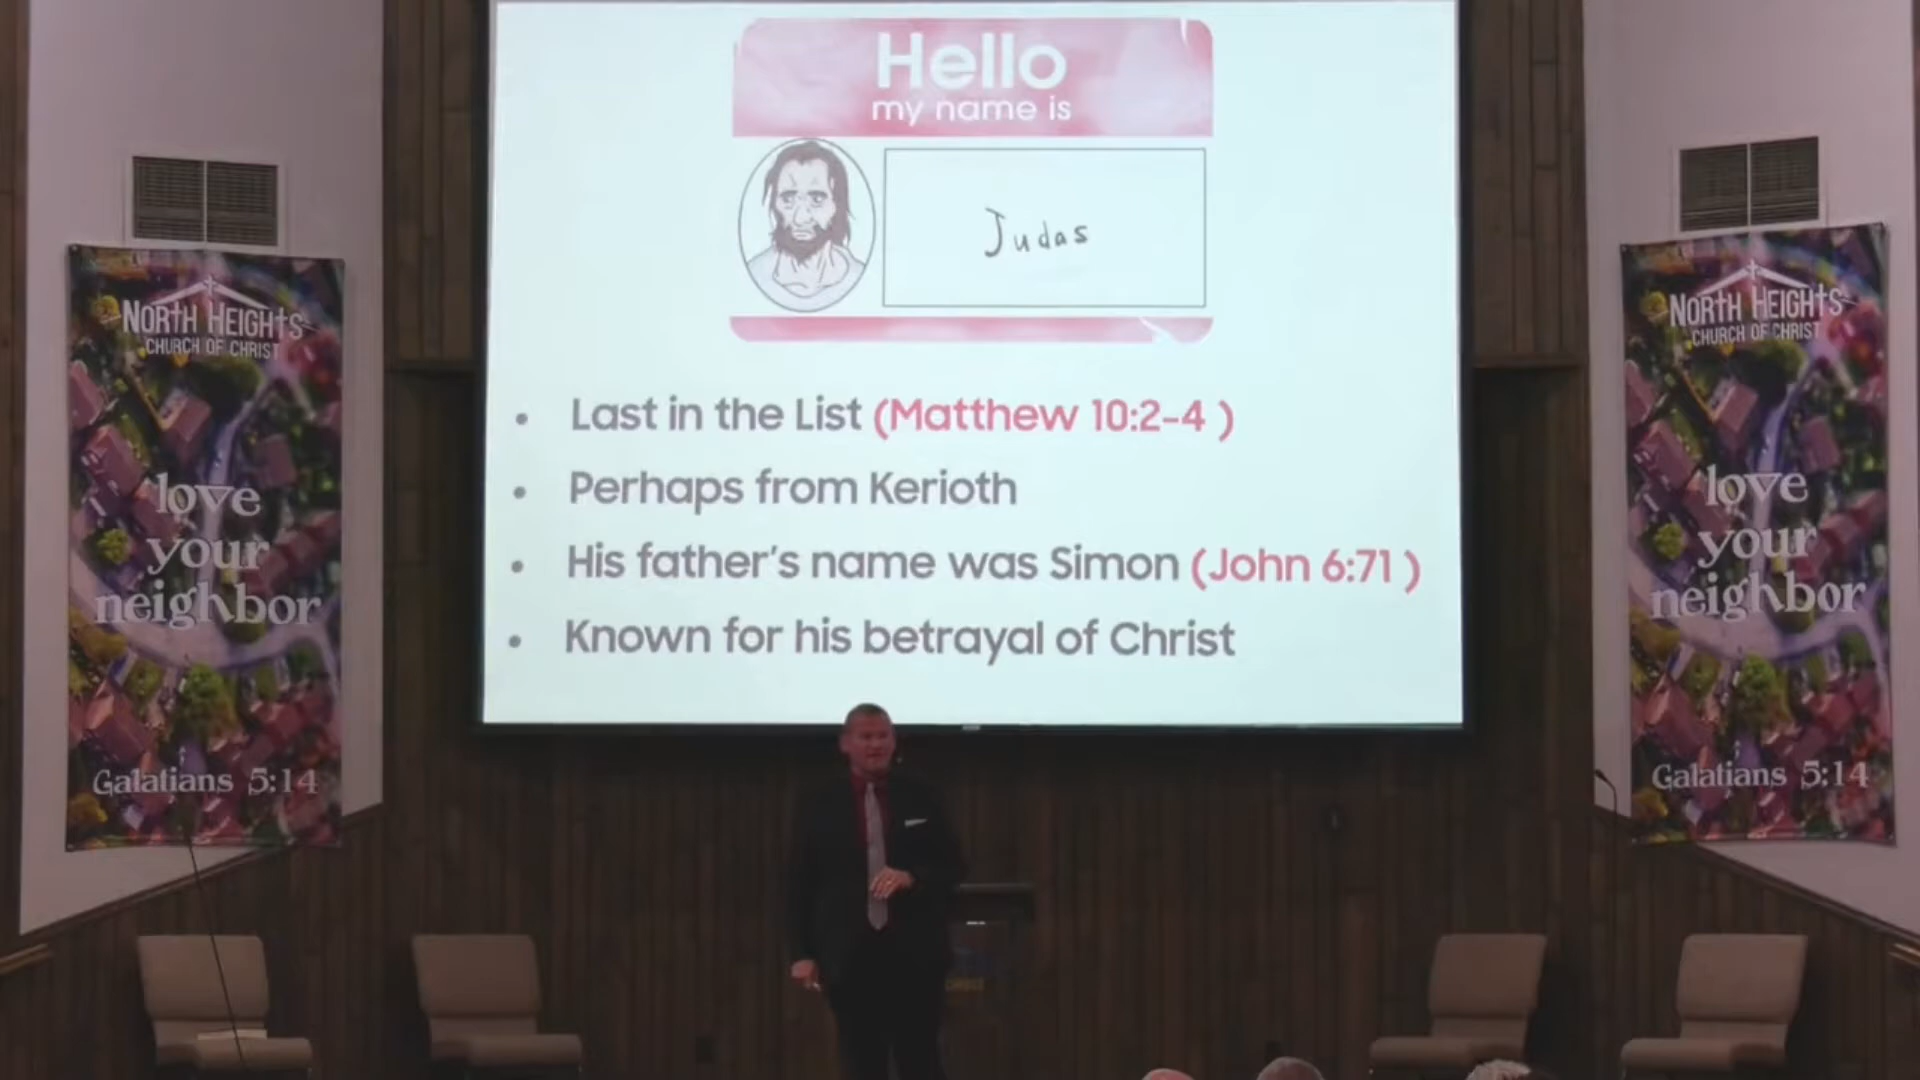 Hello
my name is
Judas
• Last in the List (Matthew 10:2-4 )
• Perhaps from Kerioth
• His father's name was Simon (John 6:71 )
• Known for his betrayal of Christ
NORTH HEIGHTS
CHURCH OF CHRIST
love
your
neighbor
Galatians 5:14
NORTH HEIGHTS
CHURCH OF CHRIST
love
your
neighbor
Galatians 5:14